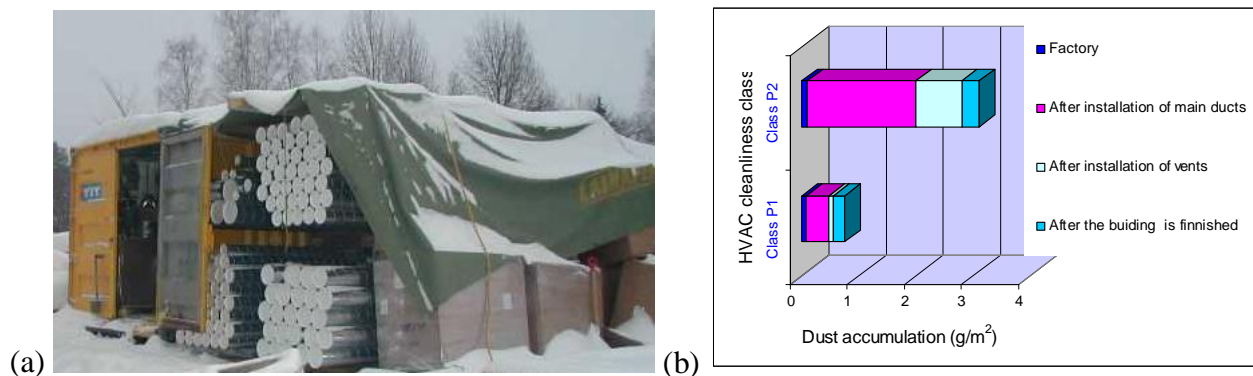 (a)
(b)
HVAC cleanliness class
Class P2
Class P1
0 1 2 3 4
Dust accumulation (g/m²)
Factory
After installation of main ducts
After installation of vents
After the buiding is finnished